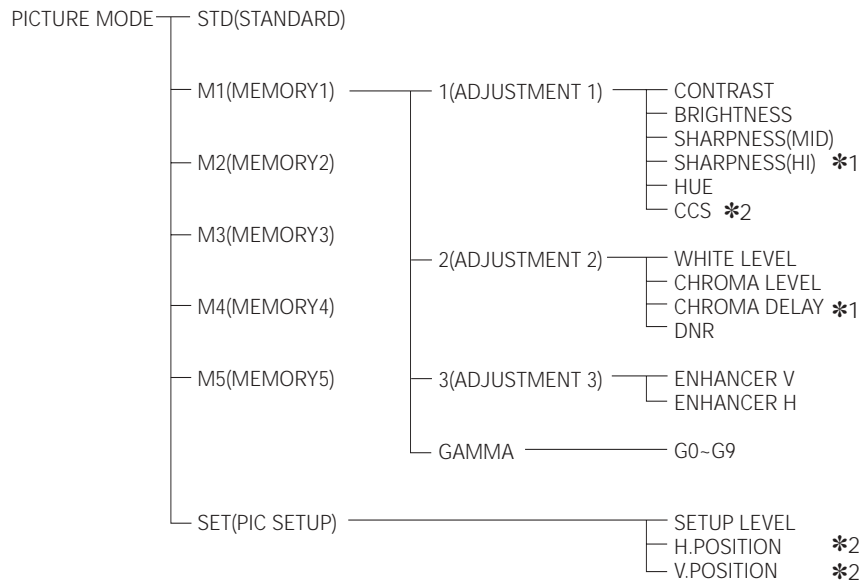 PICTURE MODE STD(STANDARD)
M1(MEMORY1) 1(ADJUSTMENT 1) CONTRAST
BRIGHTNESS
SHARPNESS(MID)
SHARPNESS(HI) ✻1
HUE
CCS ✻2
M2(MEMORY2)
M3(MEMORY3) 2(ADJUSTMENT 2) WHITE LEVEL
CHROMA LEVEL
M4(MEMORY4) CHROMA DELAY ✻1
DNR
M5(MEMORY5) 3(ADJUSTMENT 3) ENHANCER V
ENHANCER H
GAMMA G0~G9
SET(PIC SETUP) SETUP LEVEL
H.POSITION ✻2
V.POSITION ✻2